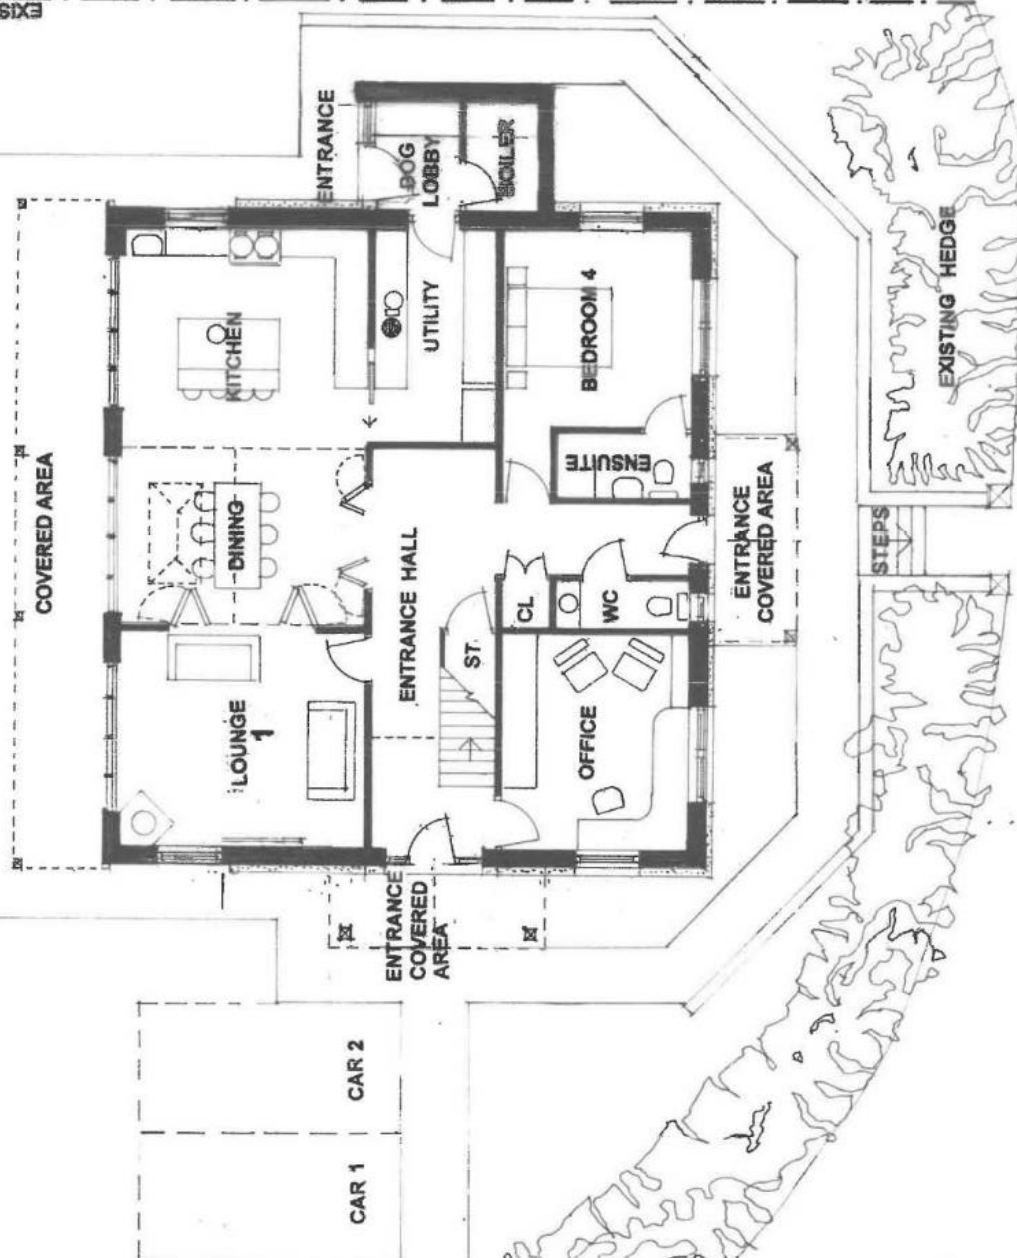 EXIS
ENTRANCE
DOG
LOBBY
BOILER
COVERED AREA
KITCHEN
UTILITY
BEDROOM 4
EXISTING HEDGE
ENSUITE
DINING
ENTRANCE HALL
ENTRANCE
COVERED AREA
STEPS
CL
WC
ST
LOUNGE
1
OFFICE
ENTRANCE
COVERED
AREA
CAR 2
CAR 1